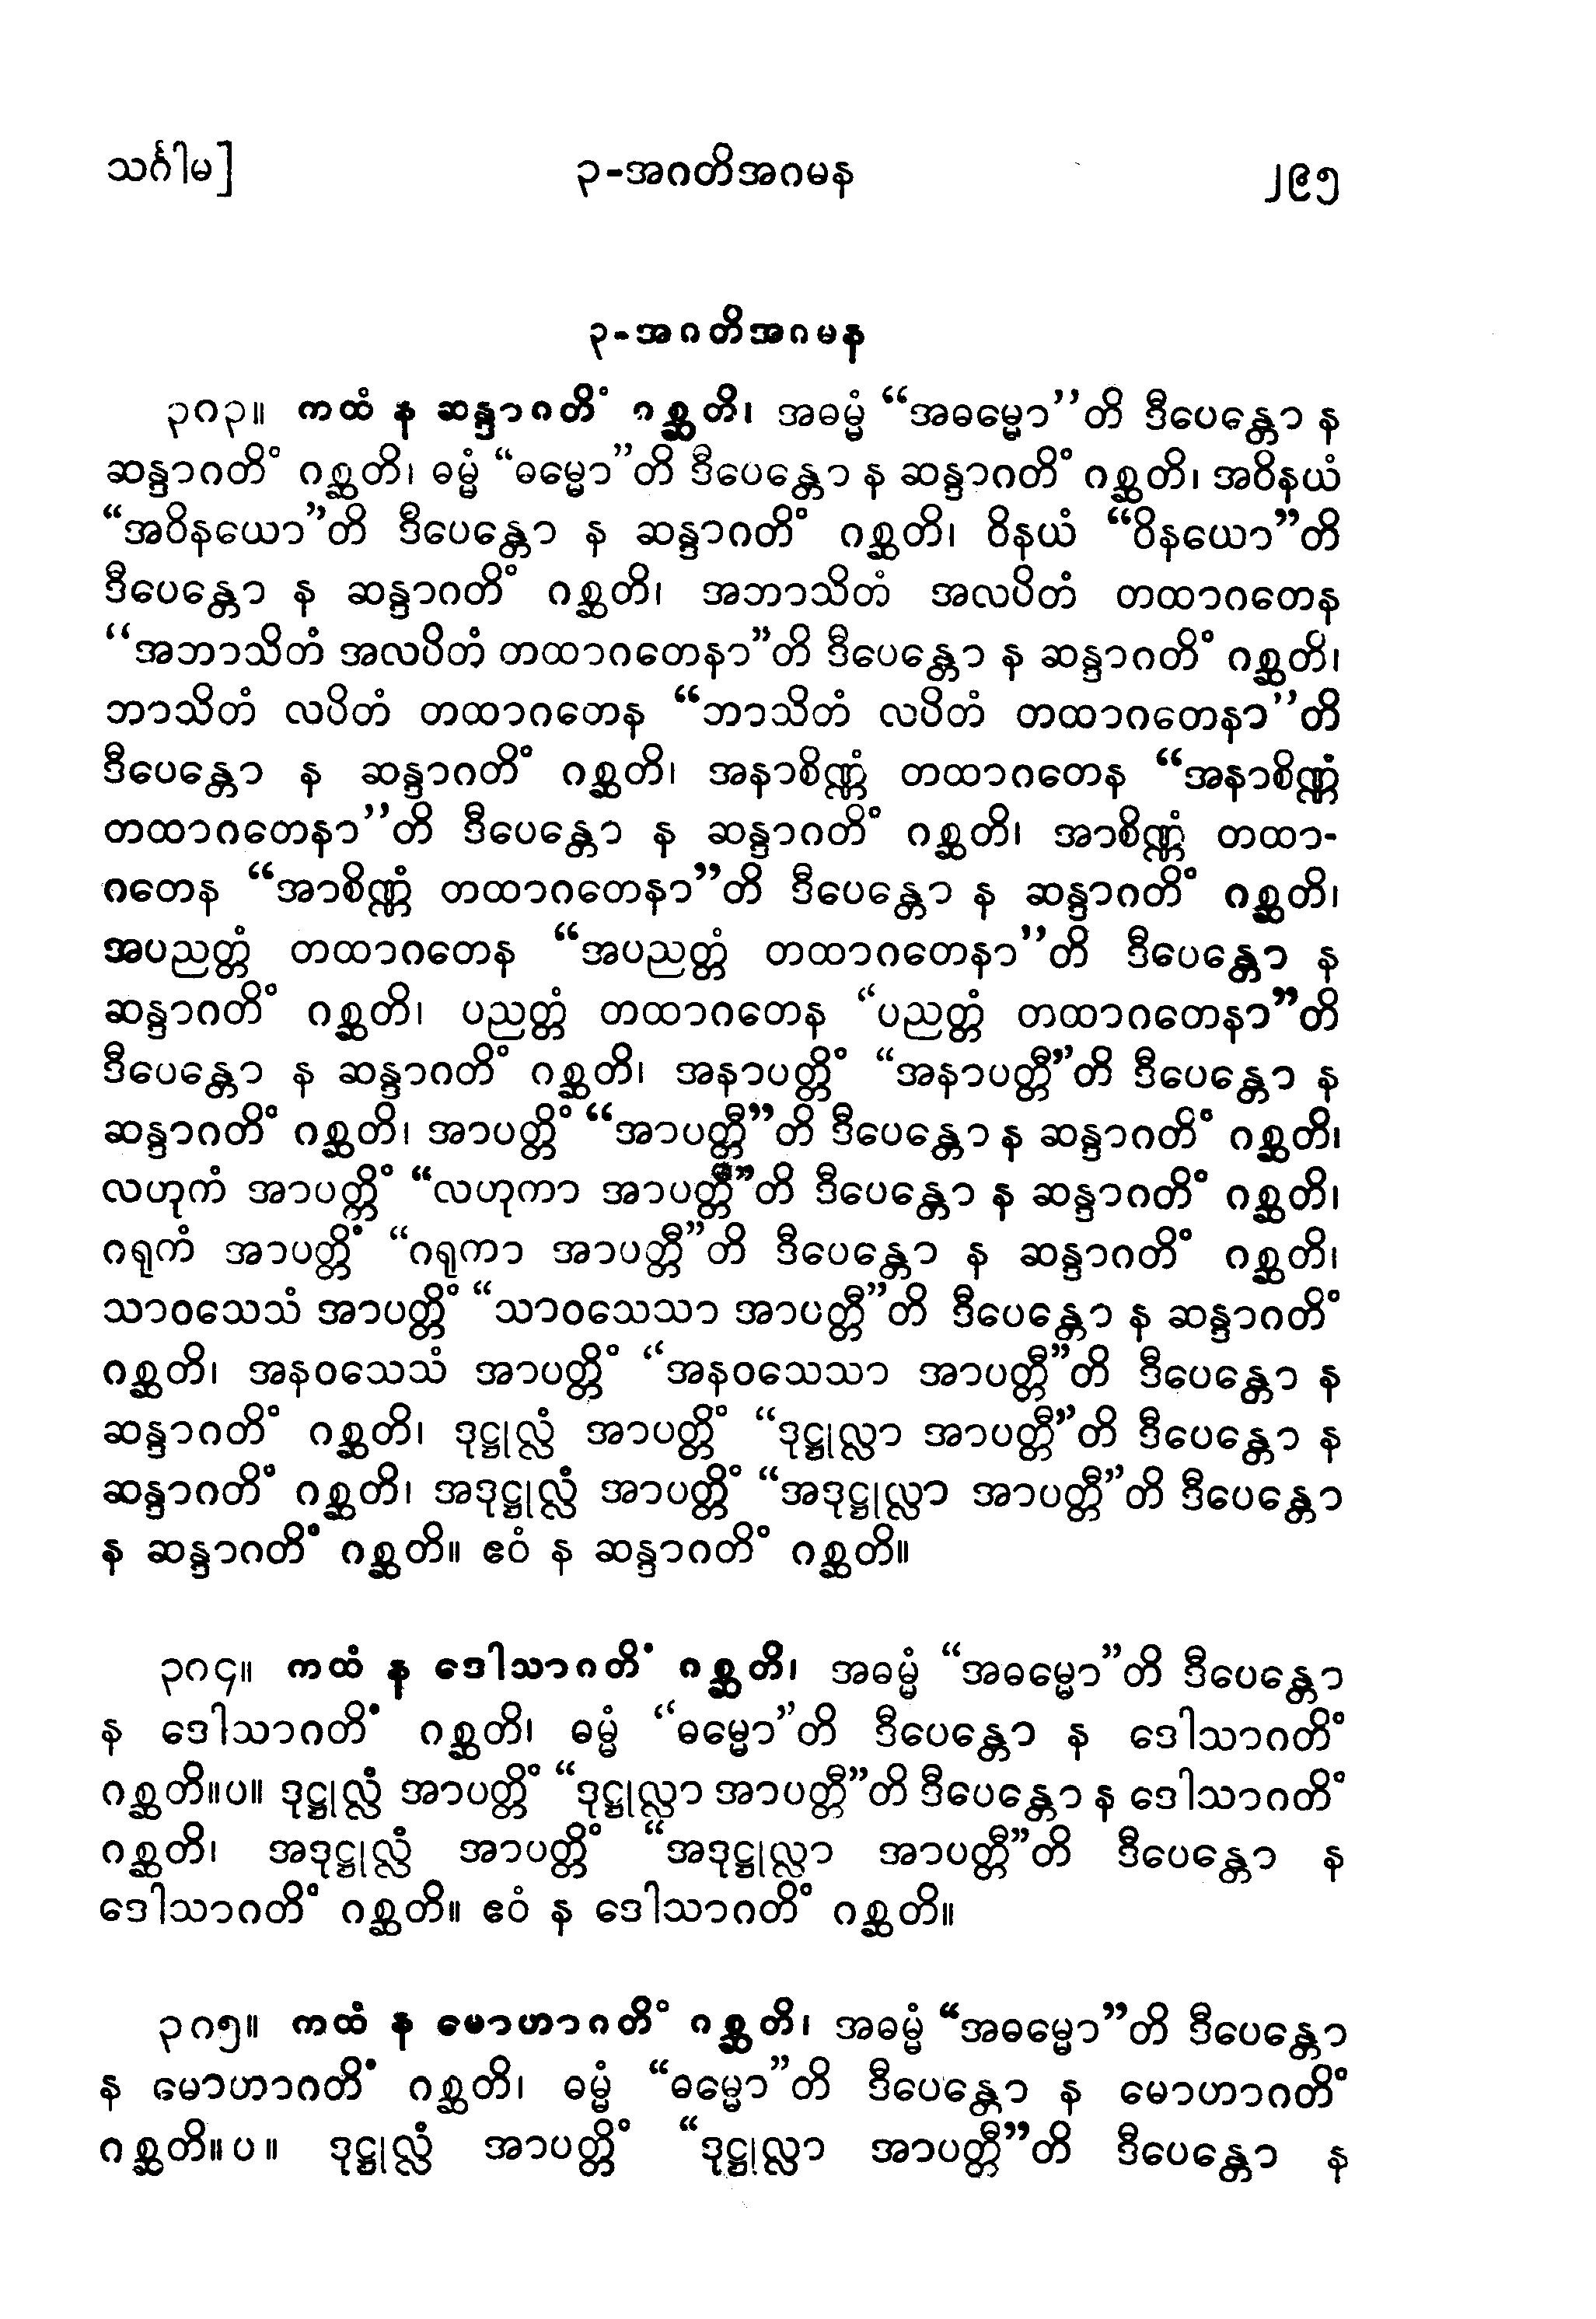 သင်္ဂါမ]
၃-အဂတိအဂမန
၂၉၅
၃-အဂတိအဂမန
၃၈၃။ ကထံ န ဆန္ဒာဂတိံ ဂစ္ဆတိ၊ အဓမ္မံ “အဓမ္မော”တိ ဒီပေန္တော န
ဆန္ဒာဂတိံ ဂစ္ဆတိ၊ ဓမ္မံ “ဓမ္မော”တိ ဒီပေန္တော န ဆန္ဒာဂတိံ ဂစ္ဆတိ၊ အဝိနယံ
“အဝိနယော”တိ ဒီပေန္တော န ဆန္ဒာဂတိံ ဂစ္ဆတိ၊ ဝိနယံ “ဝိနယော”တိ
ဒီပေန္တော န ဆန္ဒာဂတိံ ဂစ္ဆတိ၊ အဘာသိတံ အလပိတံ တထာဂတေန
“အဘာသိတံ အလပိတံ တထာဂတေနာ”တိ ဒီပေန္တော န ဆန္ဒာဂတိံ ဂစ္ဆတိ၊
ဘာသိတံ လပိတံ တထာဂတေန “ဘာသိတံ လပိတံ တထာဂတေနာ”တိ
ဒီပေန္တော န ဆန္ဒာဂတိံ ဂစ္ဆတိ၊ အနာစိဏ္ဏံ တထာဂတေန “အနာစိဏ္ဏံ
တထာဂတေနာ”တိ ဒီပေန္တော န ဆန္ဒာဂတိံ ဂစ္ဆတိ၊ အာစိဏ္ဏံ တထာ-
ဂတေန “အာစိဏ္ဏံ တထာဂတေနာ”တိ ဒီပေန္တော န ဆန္ဒာဂတိံ ဂစ္ဆတိ၊
အပညတ္တံ တထာဂတေန “အပညတ္တံ တထာဂတေနာ”တိ ဒီပေန္တော န
ဆန္ဒာဂတိံ ဂစ္ဆတိ၊ ပညတ္တံ တထာဂတေန “ပညတ္တံ တထာဂတေနာ”တိ
ဒီပေန္တော န ဆန္ဒာဂတိံ ဂစ္ဆတိ၊ အနာပတ္တိံ “အနာပတ္တီ”တိ ဒီပေန္တော န
ဆန္ဒာဂတိံ ဂစ္ဆတိ၊ အာပတ္တိံ “အာပတ္တီ”တိ ဒီပေန္တော န ဆန္ဒာဂတိံ ဂစ္ဆတိ၊
လဟုကံ အာပတ္တိံ “လဟုကာ အာပတ္တီ”တိ ဒီပေန္တော န ဆန္ဒာဂတိံ ဂစ္ဆတိ၊
ဂရုကံ အာပတ္တိံ “ဂရုကာ အာပတ္တီ”တိ ဒီပေန္တော န ဆန္ဒာဂတိံ ဂစ္ဆတိ၊
သာဝသေသံ အာပတ္တိံ “သာဝသေသာ အာပတ္တီ”တိ ဒီပေန္တော န ဆန္ဒာဂတိံ
ဂစ္ဆတိ၊ အနဝသေသံ အာပတ္တိံ “အနဝသေသာ အာပတ္တီ”တိ ဒီပေန္တော န
ဆန္ဒာဂတိံ ဂစ္ဆတိ၊ ဒုဋ္ဌုလ္လံ အာပတ္တိံ “ဒုဋ္ဌုလ္လာ အာပတ္တီ”တိ ဒီပေန္တော န
ဆန္ဒာဂတိံ ဂစ္ဆတိ၊ အဒုဋ္ဌုလ္လံ အာပတ္တိံ “အဒုဋ္ဌုလ္လာ အာပတ္တီ”တိ ဒီပေန္တော
န ဆန္ဒာဂတိံ ဂစ္ဆတိ။ ဧဝံ န ဆန္ဒာဂတိံ ဂစ္ဆတိ။
၃၈၄။ ကထံ န ဒေါသာဂတိံ ဂစ္ဆတိ၊ အဓမ္မံ “အဓမ္မော”တိ ဒီပေန္တော
န ဒေါသာဂတိံ ဂစ္ဆတိ၊ ဓမ္မံ “ဓမ္မော”တိ ဒီပေန္တော န ဒေါသာဂတိံ
ဂစ္ဆတိ။ပ။ ဒုဋ္ဌုလ္လံ အာပတ္တိံ “ဒုဋ္ဌုလ္လာ အာပတ္တီ”တိ ဒီပေန္တော န ဒေါသာဂတိံ
ဂစ္ဆတိ၊ အဒုဋ္ဌုလ္လံ အာပတ္တိံ “အဒုဋ္ဌုလ္လာ အာပတ္တီ”တိ ဒီပေန္တော န
ဒေါသာဂတိံ ဂစ္ဆတိ။ ဧဝံ န ဒေါသာဂတိံ ဂစ္ဆတိ။
၃၈၅။ ကထံ န မောဟာဂတိံ ဂစ္ဆတိ၊ အဓမ္မံ “အဓမ္မော”တိ ဒီပေန္တော
န မောဟာဂတိံ ဂစ္ဆတိ၊ ဓမ္မံ “ဓမ္မော”တိ ဒီပေန္တော န မောဟာဂတိံ
ဂစ္ဆတိ။ပ။ ဒုဋ္ဌုလ္လံ အာပတ္တိံ “ဒုဋ္ဌုလ္လာ အာပတ္တီ”တိ ဒီပေန္တော န